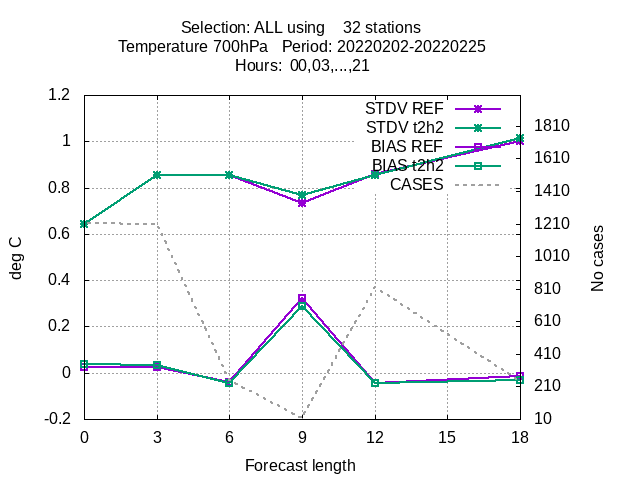 Selection: ALL using    32 stations
Temperature 700hPa   Period: 20220202-20220225
Hours: 00,03,...,21
STDV REF
STDV t2h2
BIAS REF
BIAS t2h2
CASES
1.2
1
0.8
0.6
0.4
0.2
0
-0.2
deg C
1810
1610
1410
1210
1010
810
610
410
210
10
No cases
0 3 6 9 12 15 18
Forecast length